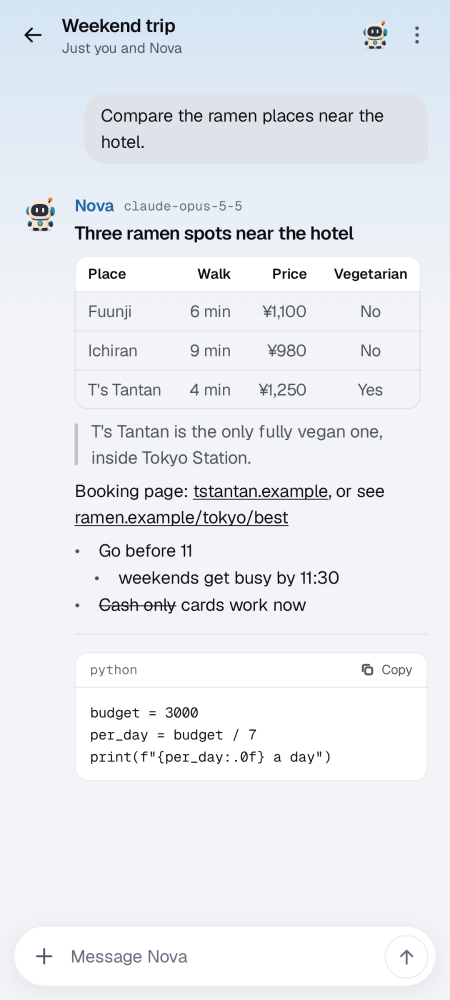 Weekend trip
Just you and Nova
Compare the ramen places near the
hotel.
Nova claude-opus-5-5
Three ramen spots near the hotel
Place Walk Price Vegetarian
Fuunji 6 min ¥1,100 No
Ichiran 9 min ¥980 No
T's Tantan 4 min ¥1,250 Yes
T's Tantan is the only fully vegan one,
inside Tokyo Station.
Booking page: tstantan.example, or see
ramen.example/tokyo/best
• Go before 11
• weekends get busy by 11:30
• Cash only cards work now
python Copy
budget = 3000
per_day = budget / 7
print(f"{per_day:.0f} a day")
Message Nova